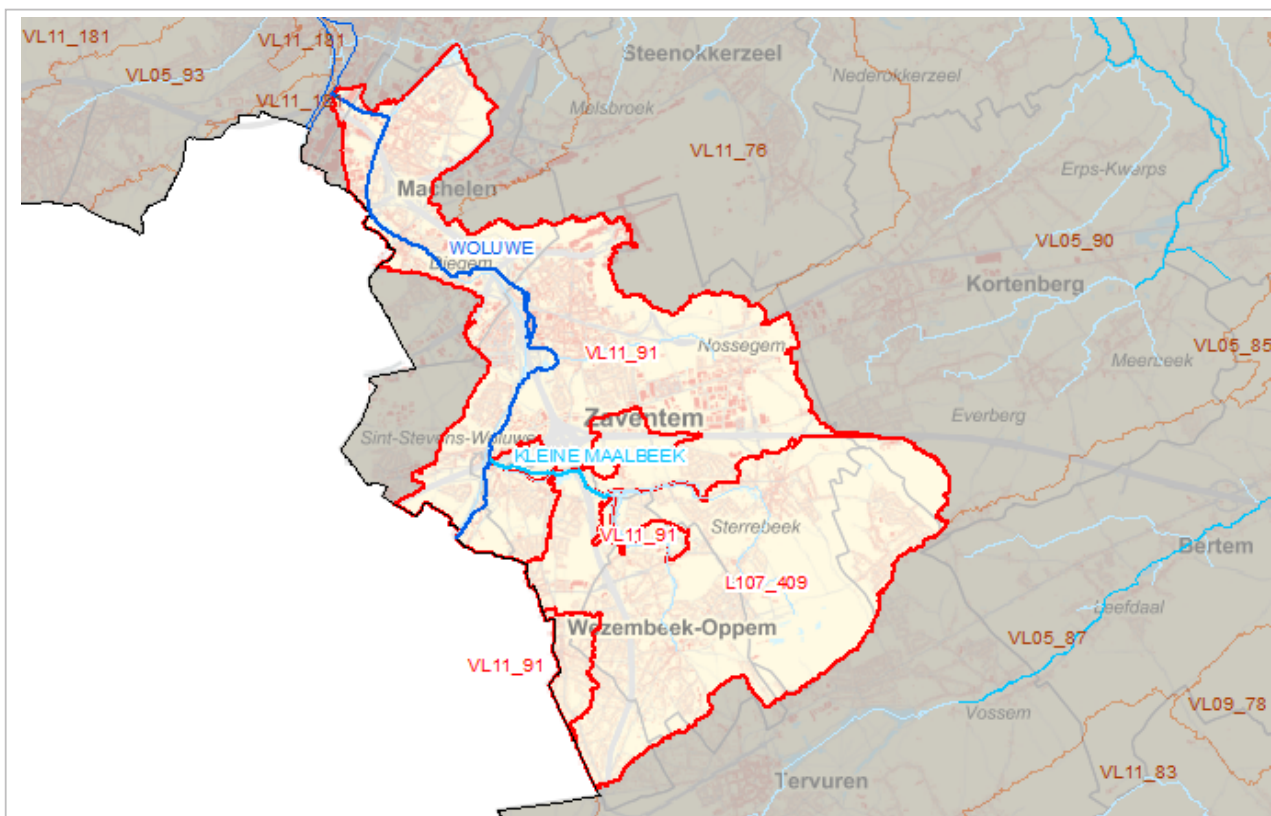 VL11_181
VL11_181
Steenokkerzeel
VL05_93
Nederokkerzeel
Melsbroek
VL11_76
Erps-Kwerps
Machelen
WOLUWE
VL05_90
Diegem
Kortenberg
Nossegem
VL11_91
VL05_85
Meerbeek
Zaventem
Everberg
Sint-Stevens-Woluwe
KLEINE MAALBEEK
Sterrebeek
VL11_91
Bertem
L107_409
Leefdaal
Wezembeek-Oppem
VL05_87
VL11_91
VL09_78
Vossem
VL11_83
Tervuren